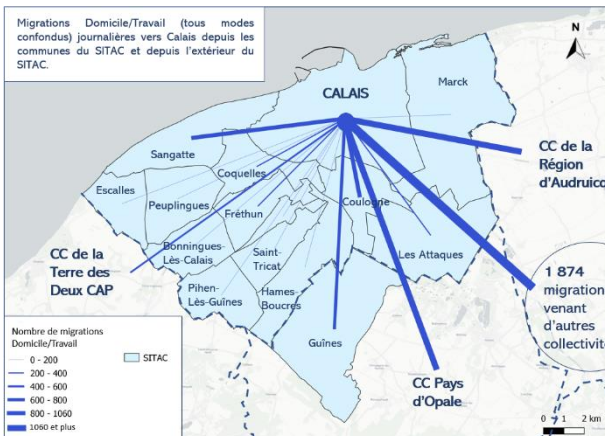 Migrations Domicile/Travail (tous modes
confondus) journalières vers Calais depuis les
communes du SITAC et depuis l'extérieur du
SITAC.
N
CALAIS
Marck
Sangatte
CC de la
Région
d'Audruicq
Coquelles
Escalles
Peuplingues
Fréthun
Coulogne
CC de la
Terre des
Deux CAP
Bonningues-
Lès-Calais
Saint-
Tricat
Les Attaques
Pihen-
Lès-Guînes
Hames-
Boucres
1 874
migration
venant
d'autres
collectivité
Guînes
CC Pays
d'Opale
Nombre de migrations
Domicile/Travail
0 - 200
200 - 400
400 - 600
600 - 800
800 - 1060
1060 et plus
SITAC
0 1 2 km